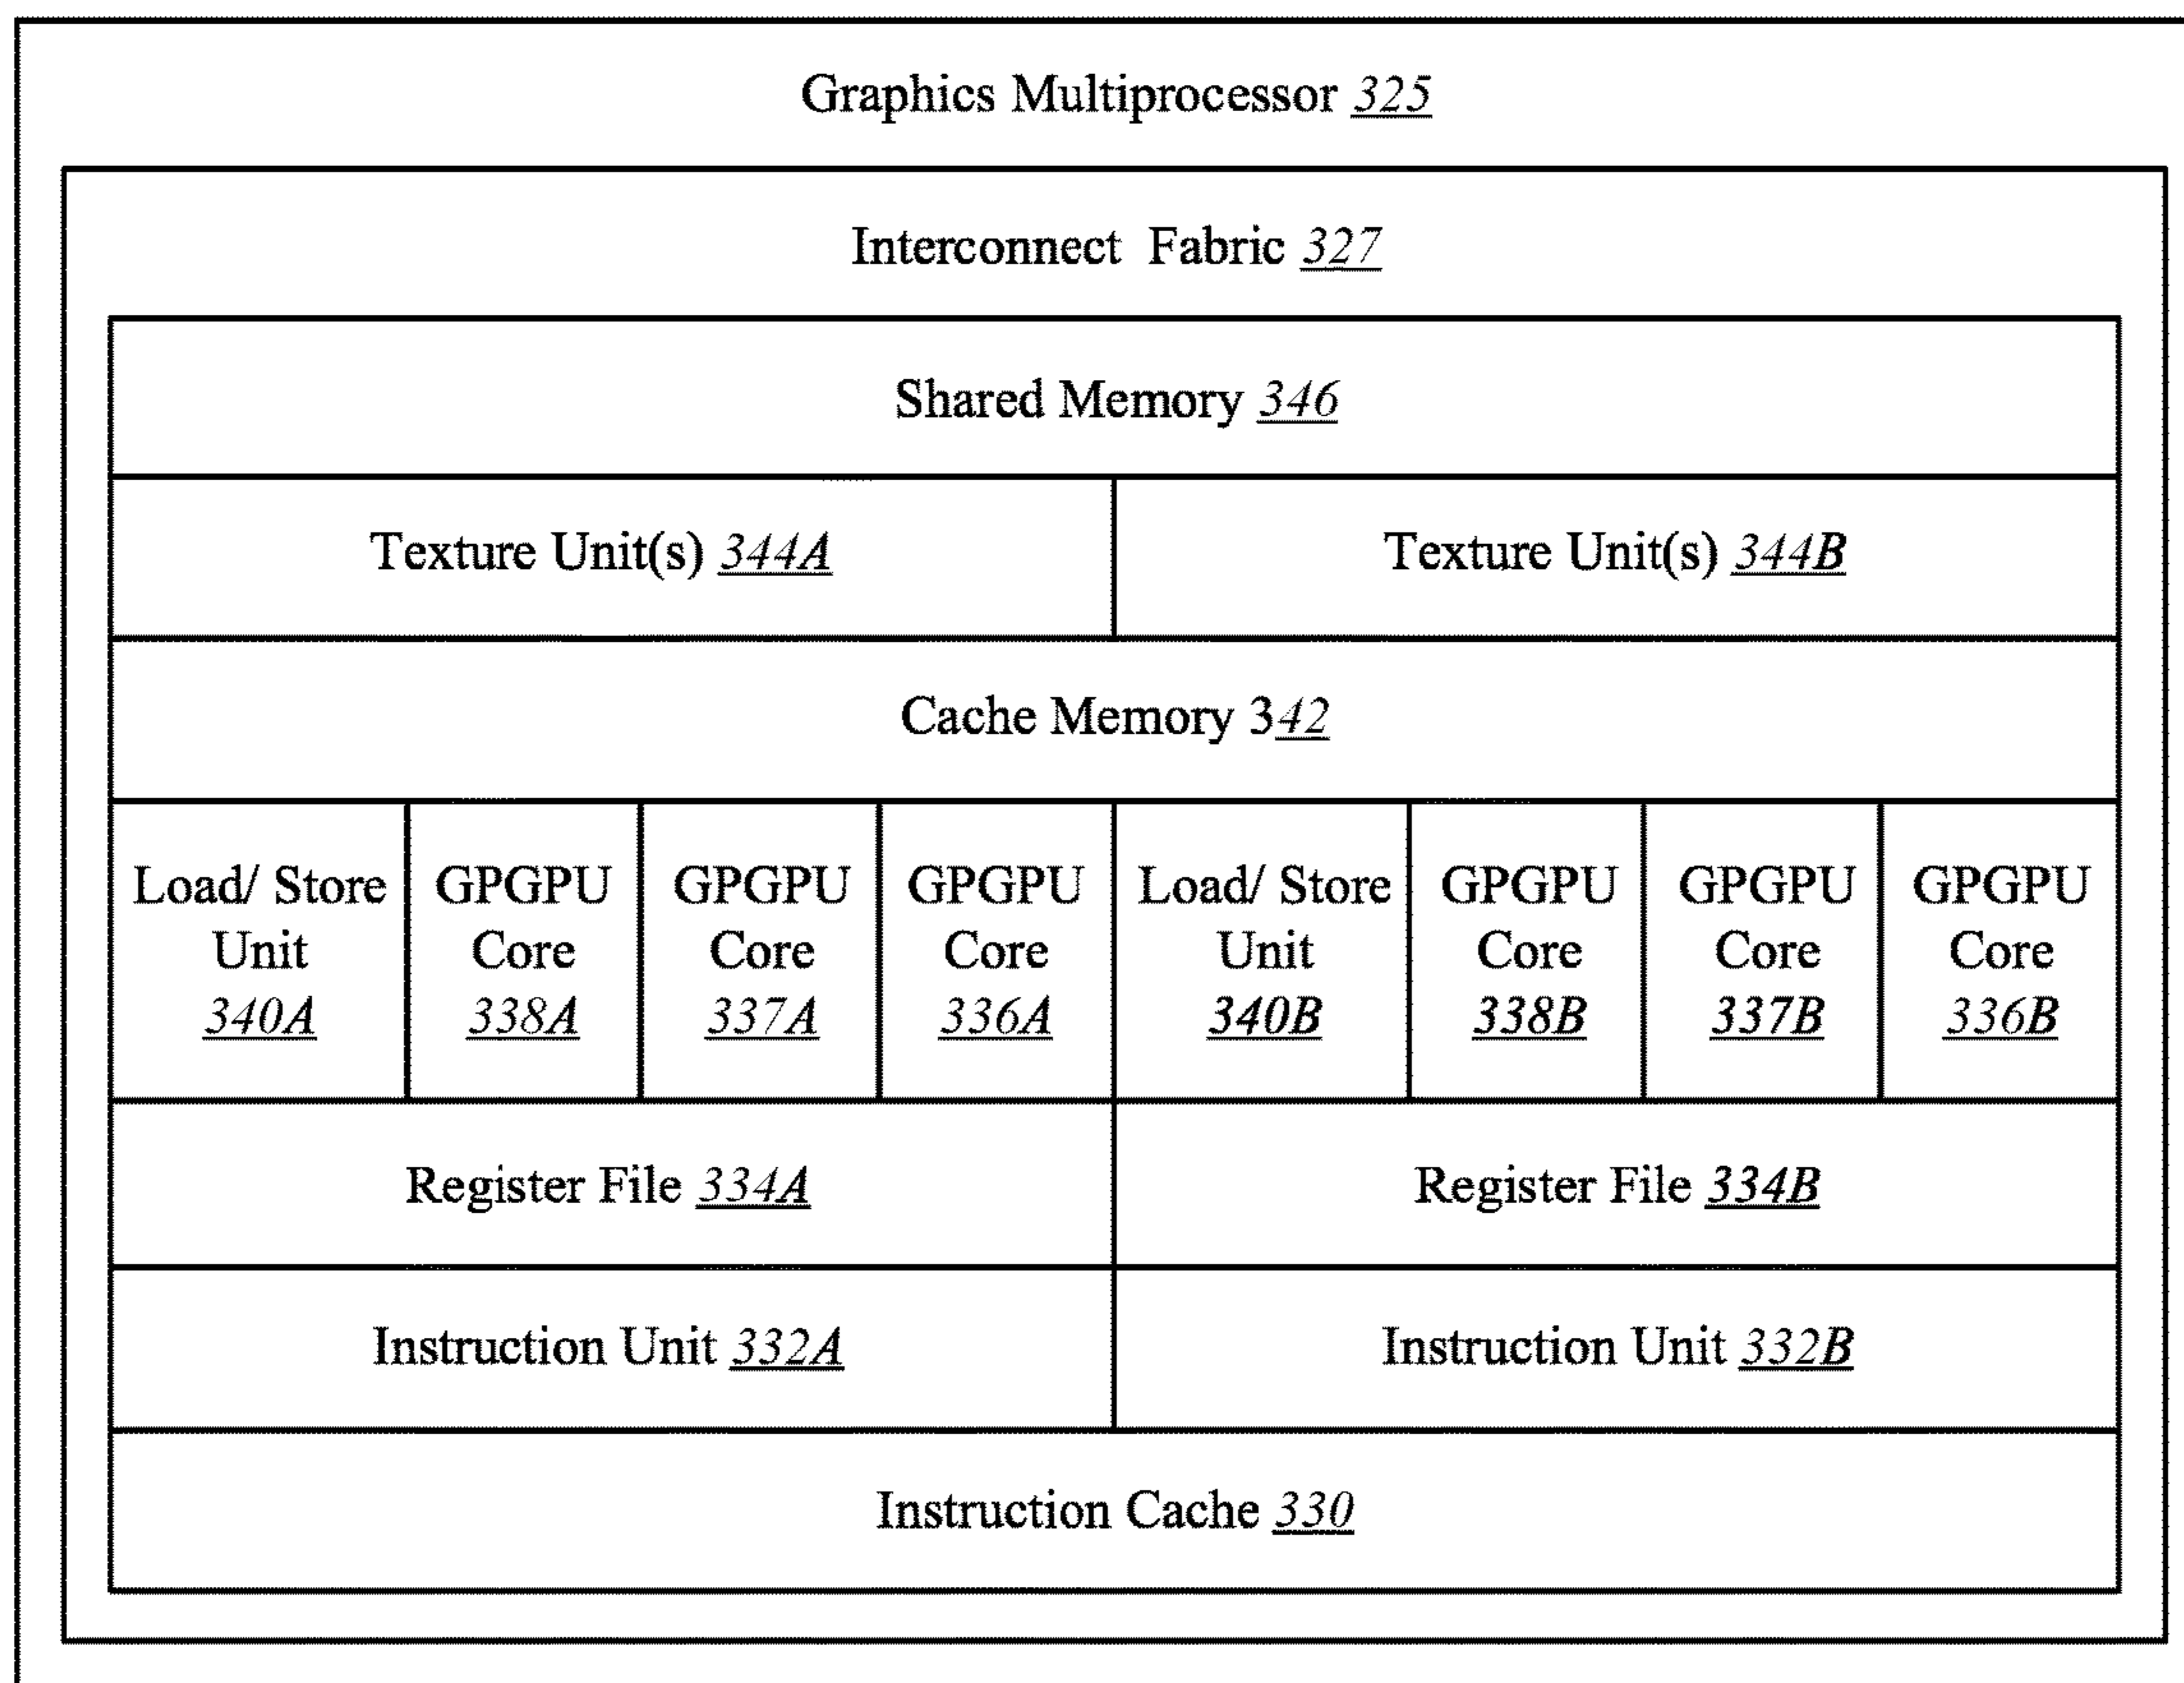 Graphics Multiprocessor 325
Interconnect Fabric 327
Shared Memory 346
Texture Unit(s) 344A
Texture Unit(s) 344B
Cache Memory 342
Load/ Store
Unit
340A
GPGPU
Core
338A
GPGPU
Core
337A
GPGPU
Core
336A
Load/ Store
Unit
340B
GPGPU
Core
338B
GPGPU
Core
337B
GPGPU
Core
336B
Register File 334A
Register File 334B
Instruction Unit 332A
Instruction Unit 332B
Instruction Cache 330